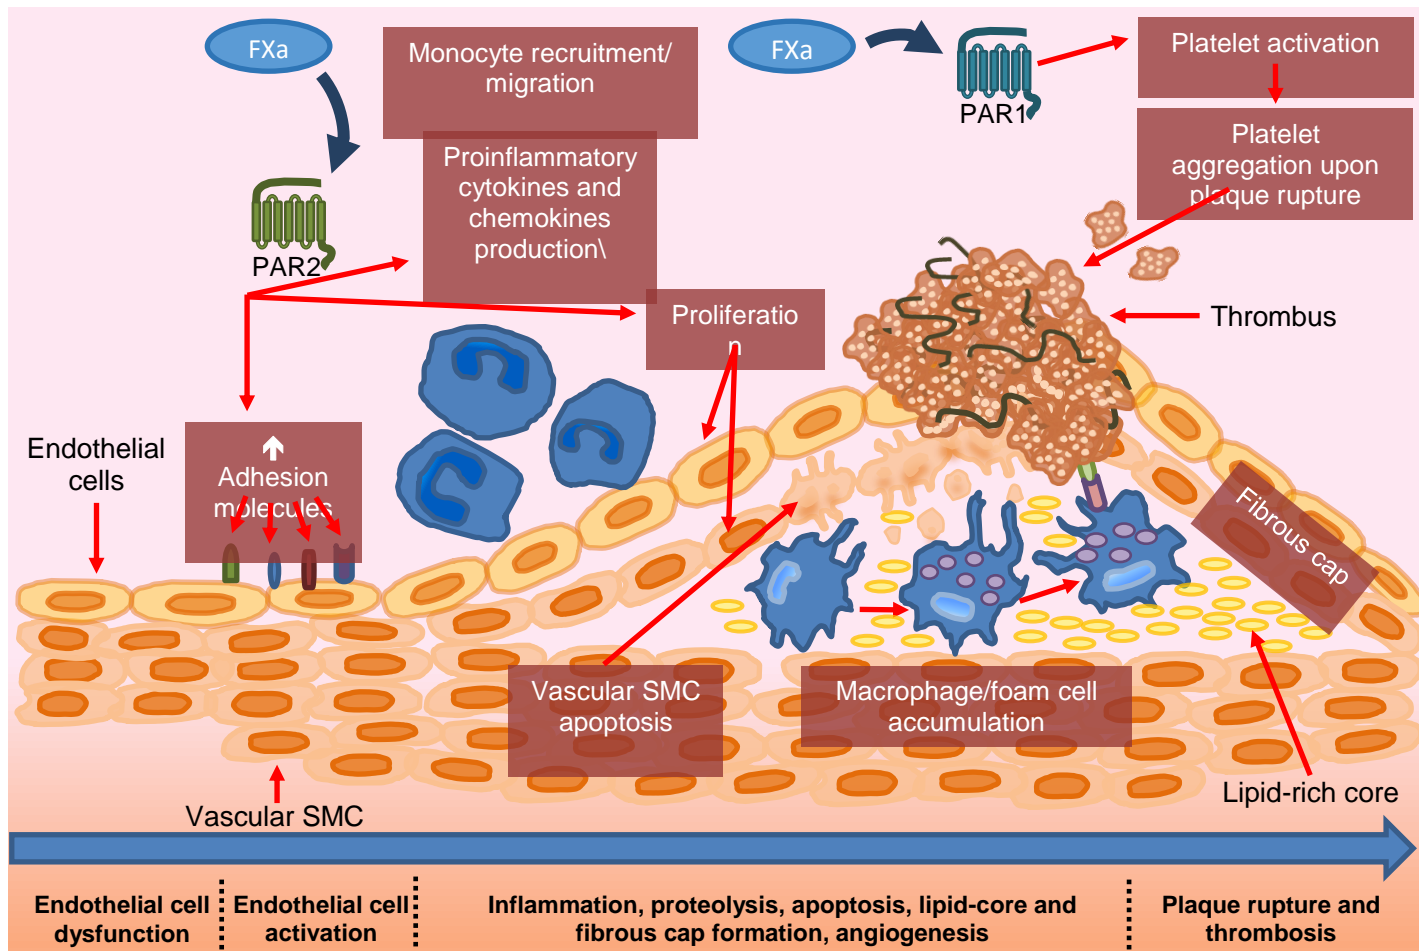 FXa
Monocyte recruitment/
migration
FXa
PAR1
Platelet activation
Platelet
aggregation upon
plaque rupture
Proinflammatory
cytokines and
chemokines
production\
PAR2
Proliferatio
n
Thrombus
Endothelial
cells
Adhesion
molecules
Fibrous cap
Vascular SMC
apoptosis
Macrophage/foam cell
accumulation
Lipid-rich core
Vascular SMC
Endothelial cell
dysfunction
Endothelial cell
activation
Inflammation, proteolysis, apoptosis, lipid-core and
fibrous cap formation, angiogenesis
Plaque rupture and
thrombosis